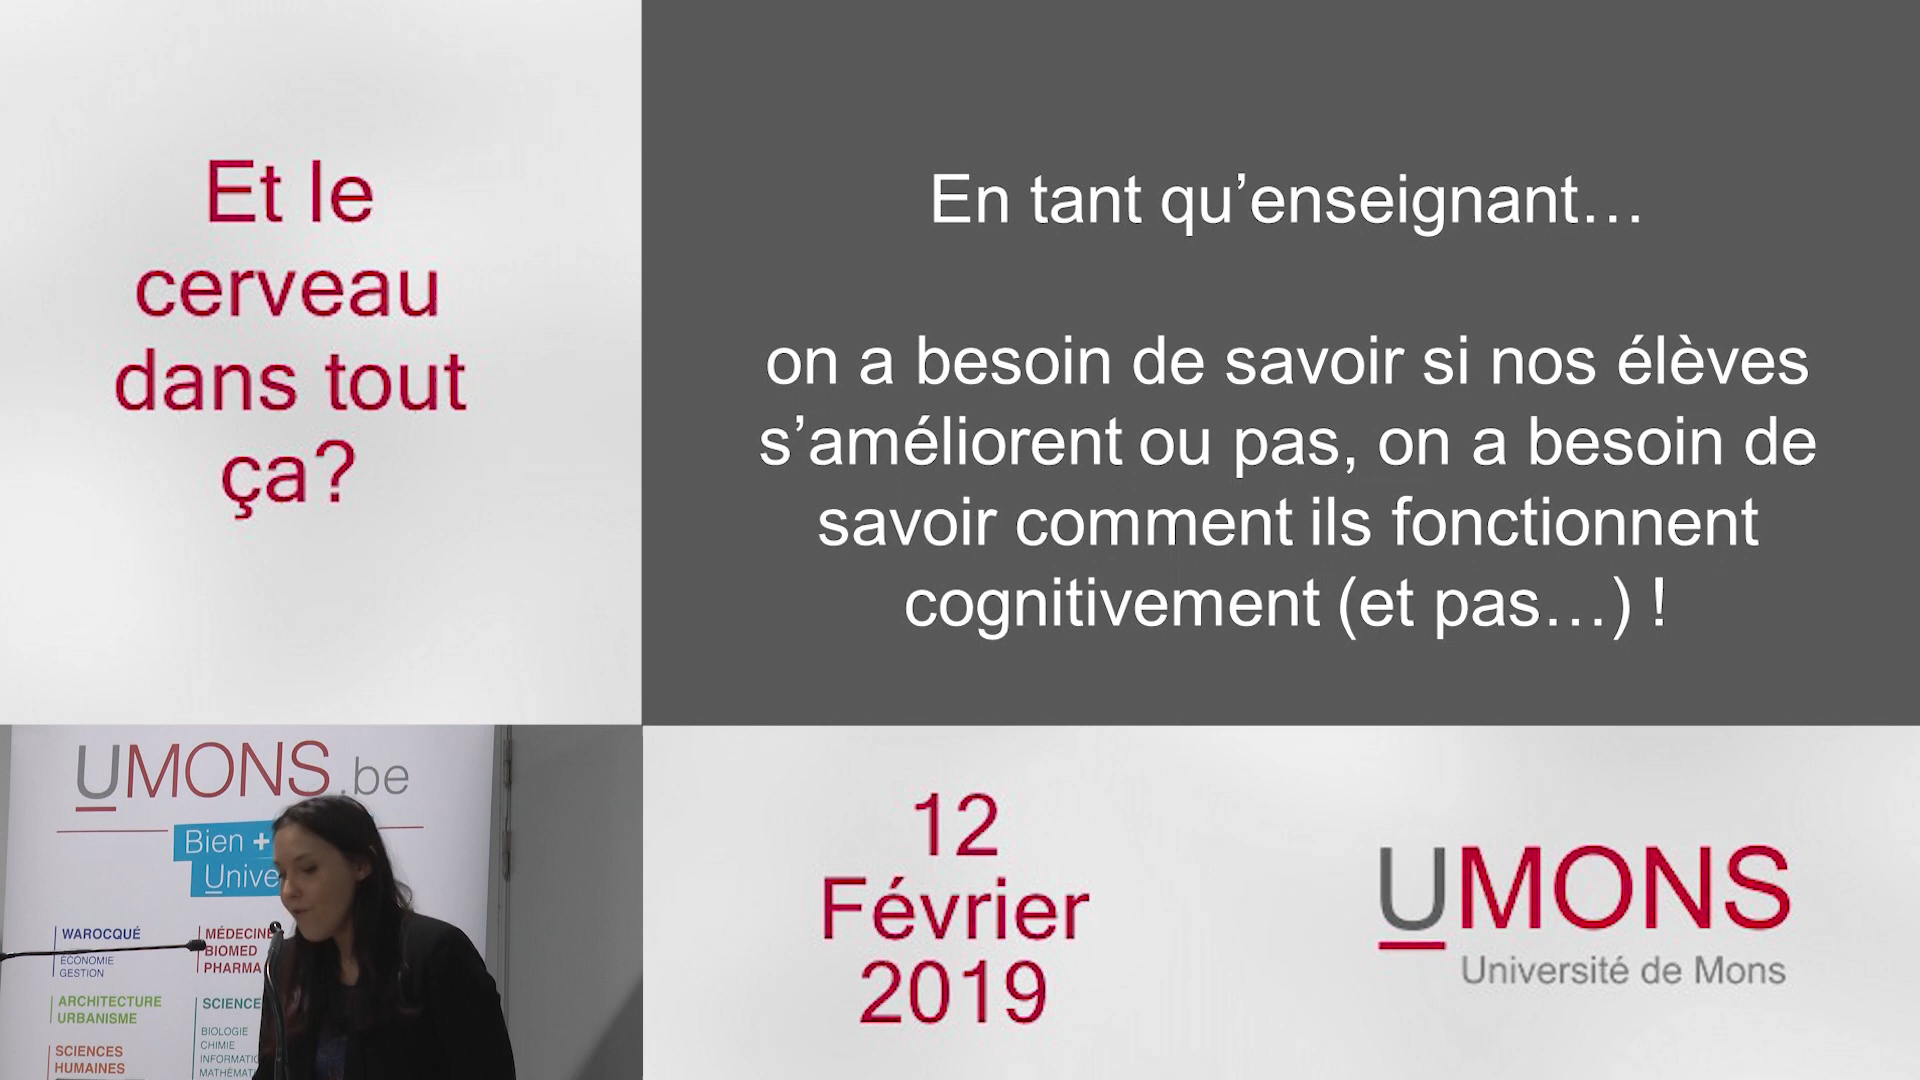 Et le
cerveau
dans tout
ça?
En tant qu’enseignant…
on a besoin de savoir si nos élèves
s’améliorent ou pas, on a besoin de
savoir comment ils fonctionnent
cognitivement (et pas…) !
UMONS.be
Bien +
Unive
WAROCQUÉ
ÉCONOMIE
GESTION
ARCHITECTURE
URBANISME
SCIENCES
HUMAINES
MÉDECINE
BIOMED
PHARMA
SCIENCE
BIOLOGIE
CHIMIE
INFORMATI
MATHÉMAT
12
Février
2019
UMONS
Université de Mons